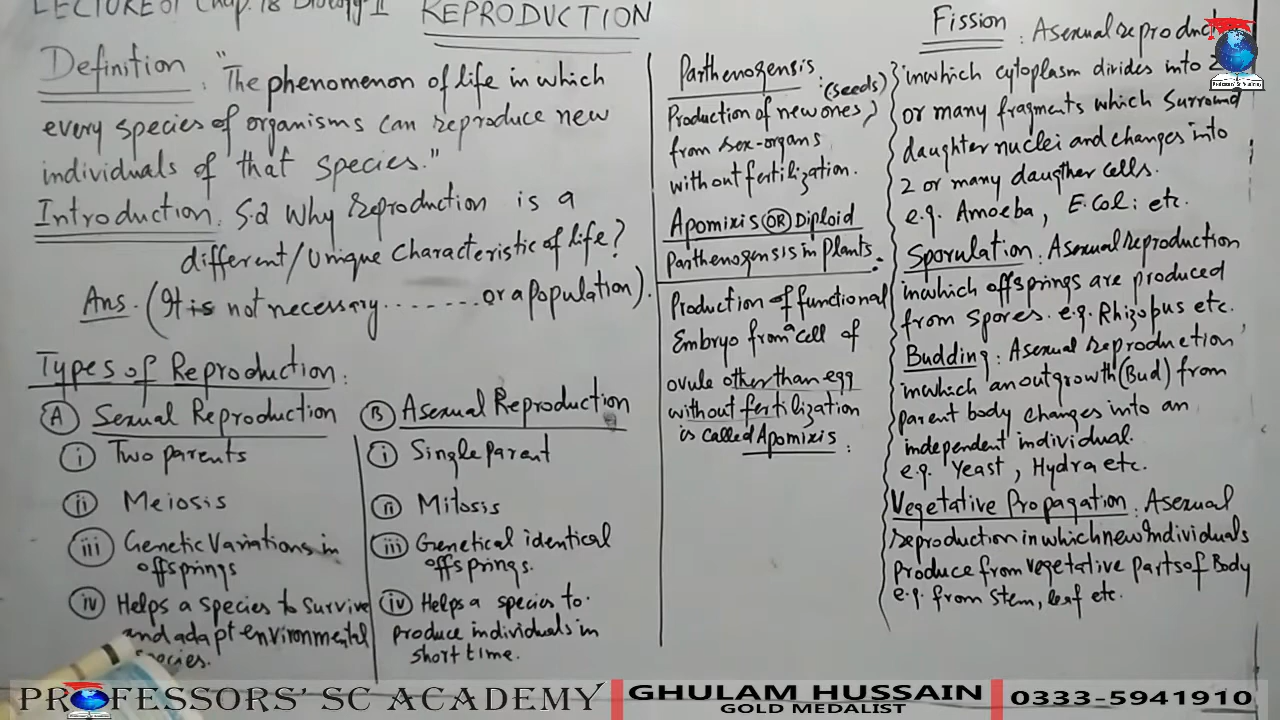 LECTURE 01 Chap. 18 Biology II REPRODUCTION
Definition : "The phenomenon of life in which
every species of organisms can reproduce new
individuals of that species."
Introduction : S.Q Why Reproduction is a
different/Unique characteristic of life?
Ans. (It is not necessary ........ or a population).
Types of Reproduction :
A Sexual Reproduction
i Two parents
ii Meiosis
iii Genetic Variations in
offsprings
iv Helps a species to survive
and adapt environmental
species.
B Asexual Reproduction
i Single parent
ii Mitosis
iii Genetical identical
offsprings.
iv Helps a species to
produce individuals in
short time.
Parthenogensis :
(seeds)
Production of new ones,
from sex-organs
without fertilization.
Apomixis OR Diploid
Parthenogensis in plants.
Production of functional
Embryo from a cell of
ovule other than egg
without fertilization
is called Apomixis :
Fission : Asexual reproduction
in which cytoplasm divides into 2
or many fragments which surround
daughter nuclei and changes into
2 or many daugther cells.
e.g. Amoeba, E.Coli etc.
Sporulation : Asexual reproduction
in which offsprings are produced
from spores. e.g. Rhizopus etc.
Budding : Asexual reproduction
in which an outgrowth (Bud) from
parent body changes into an
independent individual.
e.g. Yeast, Hydra etc.
Vegetative Propagation : Asexual
reproduction in which new individuals
produce from vegetative parts of Body
e.g. from stem, leaf etc.
PROFESSORS' SC ACADEMY
GHULAM HUSSAIN
GOLD MEDALIST
0333-5941910